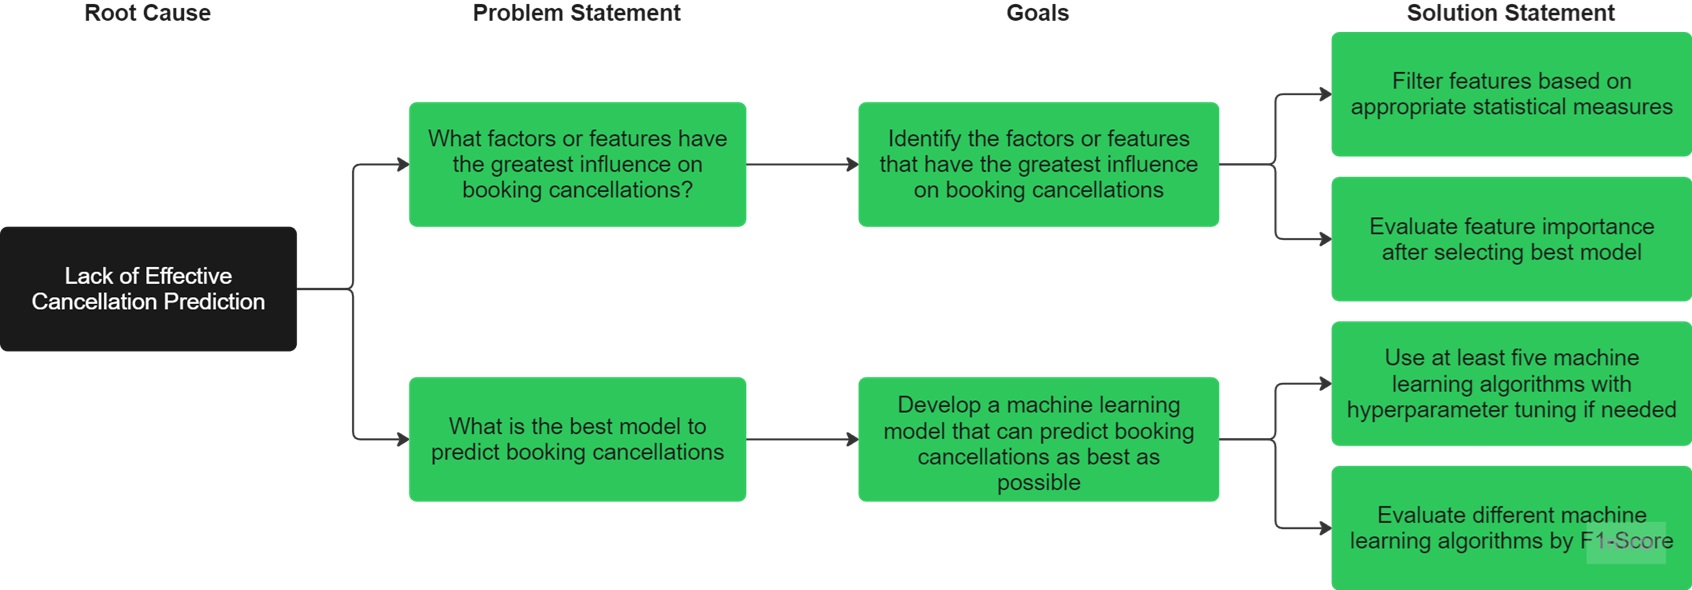 Root Cause
Problem Statement
Goals
Solution Statement
Lack of Effective
Cancellation Prediction
What factors or features have
the greatest influence on
booking cancellations?
Identify the factors or features
that have the greatest influence
on booking cancellations
Filter features based on
appropriate statistical measures
Evaluate feature importance
after selecting best model
What is the best model to
predict booking cancellations
Develop a machine learning
model that can predict booking
cancellations as best as
possible
Use at least five machine
learning algorithms with
hyperparameter tuning if needed
Evaluate different machine
learning algorithms by F1-Score